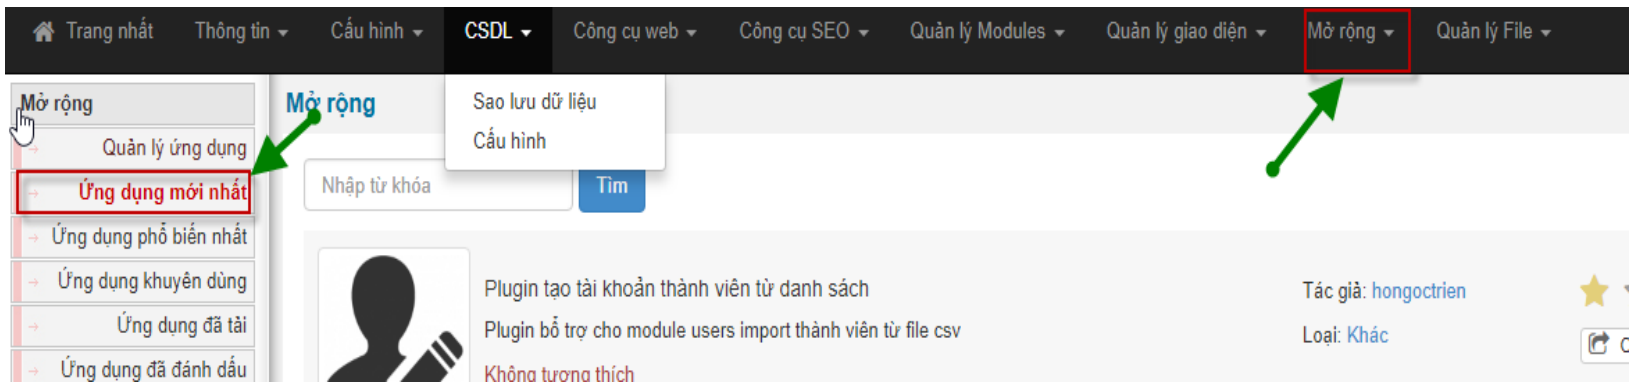 Trang nhất Thông tin Cấu hình CSDL Công cụ web Công cụ SEO Quản lý Modules Quản lý giao diện Mở rộng Quản lý File
Sao lưu dữ liệu
Cấu hình
Mở rộng
Quản lý ứng dụng
Ứng dụng mới nhất
Ứng dụng phổ biến nhất
Ứng dụng khuyên dùng
Ứng dụng đã tải
Ứng dụng đã đánh dấu
Mở rộng
Nhập từ khóa Tìm
Plugin tạo tài khoản thành viên từ danh sách
Plugin bổ trợ cho module users import thành viên từ file csv
Không tương thích
Tác giả: hongoctrien
Loại: Khác